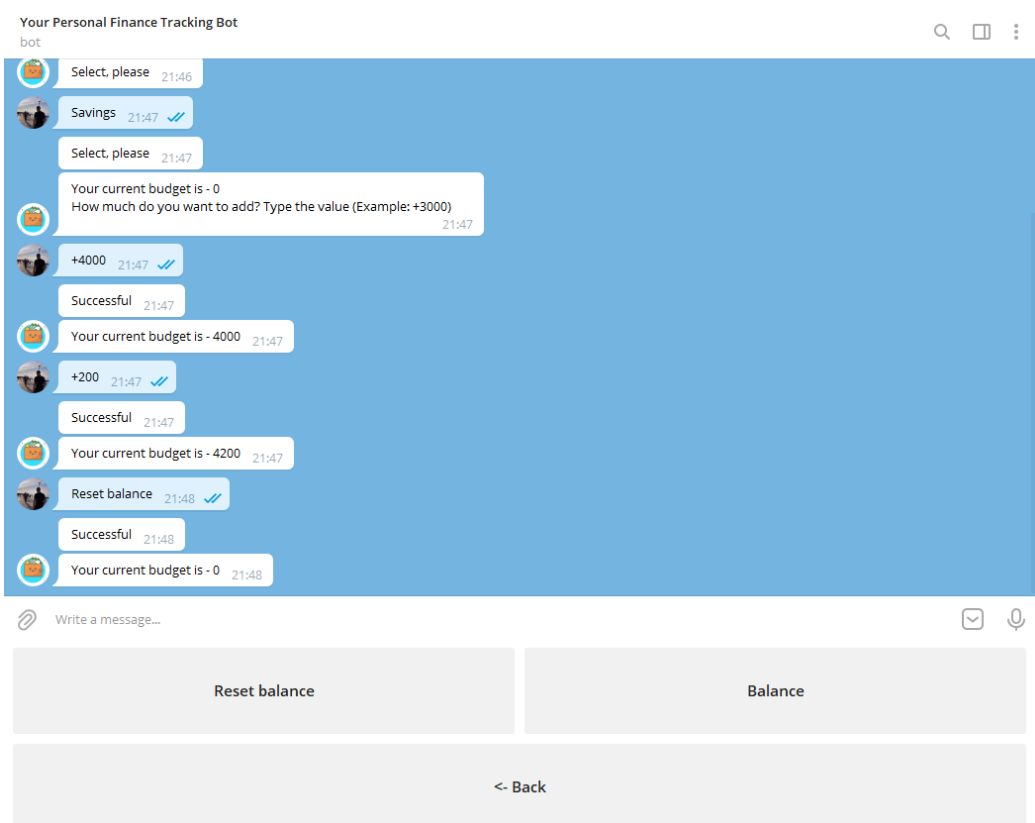 Your Personal Finance Tracking Bot
bot
Select, please 21:46
Savings 21:47
Select, please 21:47
Your current budget is - 0
How much do you want to add? Type the value (Example: +3000)
21:47
+4000 21:47
Successful 21:47
Your current budget is - 4000 21:47
+200 21:47
Successful 21:47
Your current budget is - 4200 21:47
Reset balance 21:48
Successful 21:48
Your current budget is - 0 21:48
Write a message...
Reset balance
Balance
<- Back